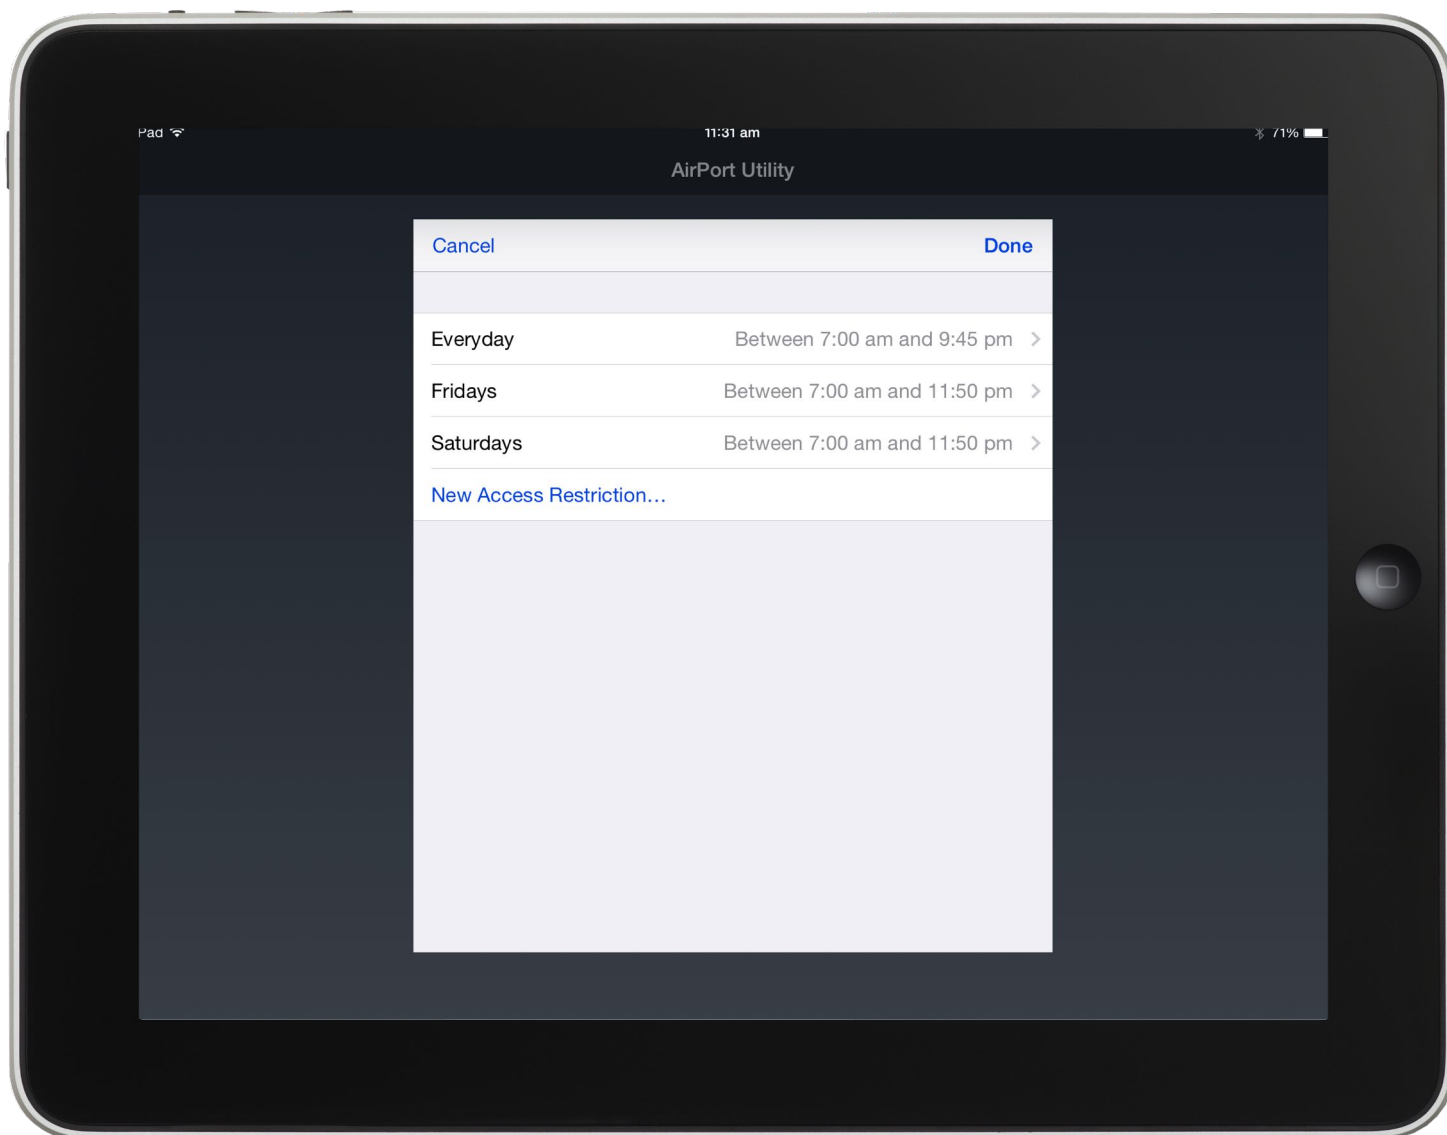 Pad 11:31 am 71%
AirPort Utility
Cancel Done
Everyday Between 7:00 am and 9:45 pm
Fridays Between 7:00 am and 11:50 pm
Saturdays Between 7:00 am and 11:50 pm
New Access Restriction…